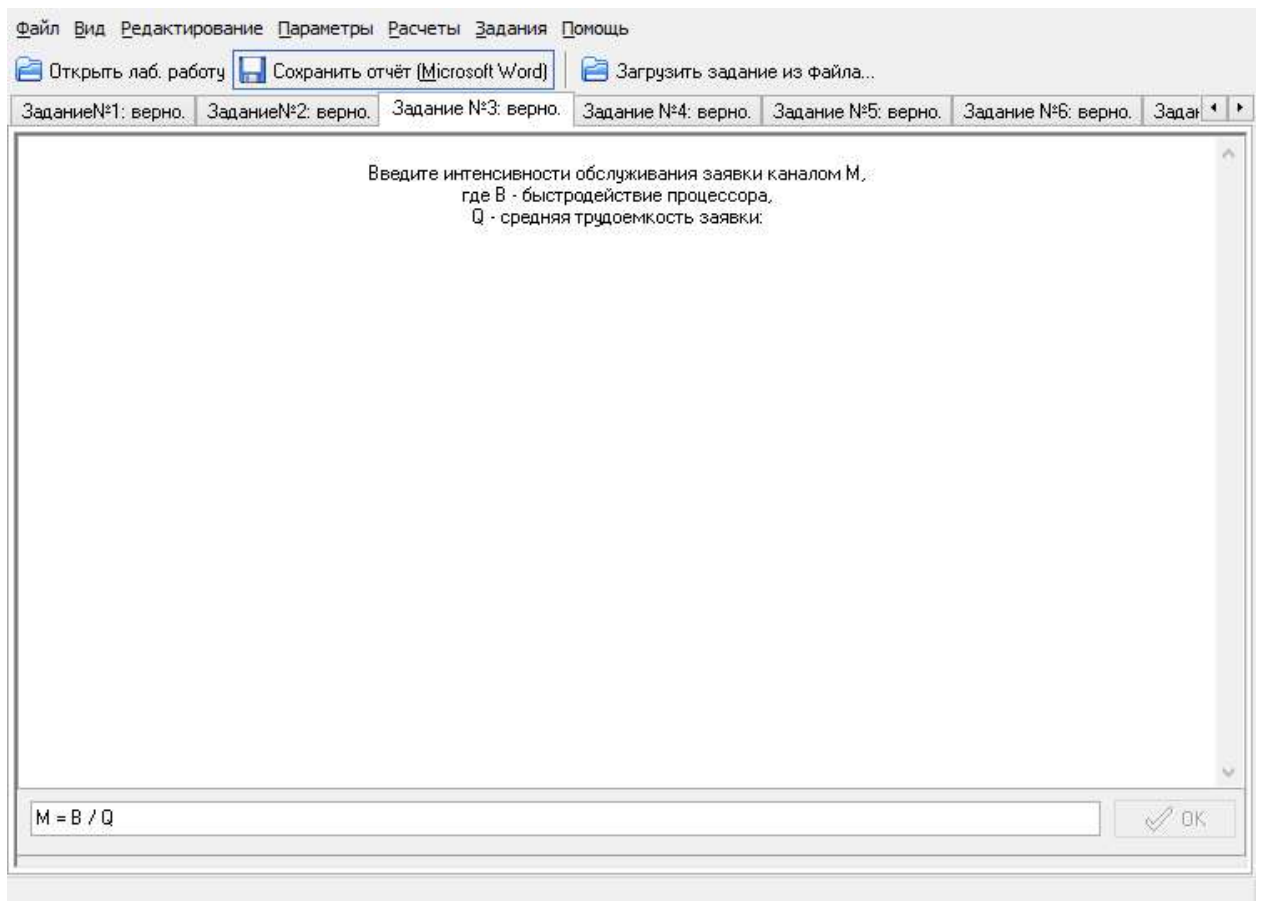 Файл Вид Редактирование Параметры Расчеты Задания Помощь
Открыть лаб. работу Сохранить отчёт (Microsoft Word) Загрузить задание из файла...
Задание№1: верно. Задание№2: верно. Задание №3: верно. Задание №4: верно. Задание №5: верно. Задание №6: верно. Задан
Введите интенсивности обслуживания заявки каналом M,
где B - быстродействие процессора,
Q - средняя трудоемкость заявки:
M = B / Q
OK